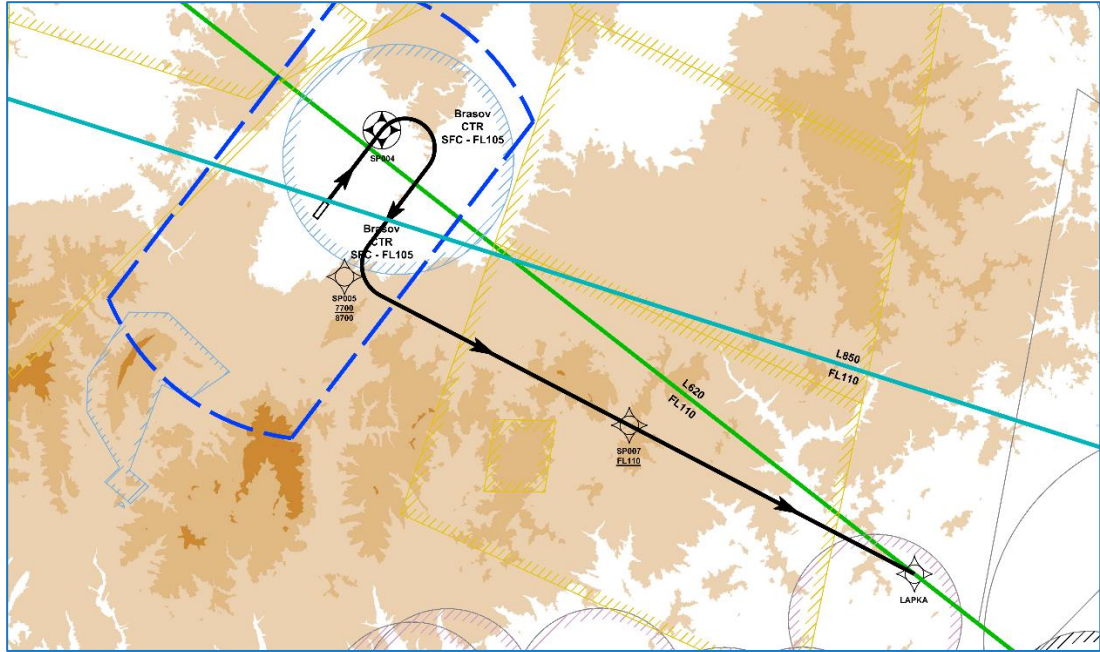 Brasov
CTR
SFC - FL105
SP004
Brasov
CTR
SFC - FL105
SP005
7700
8700
L850
FL110
L620
FL110
SP007
FL110
LAPKA